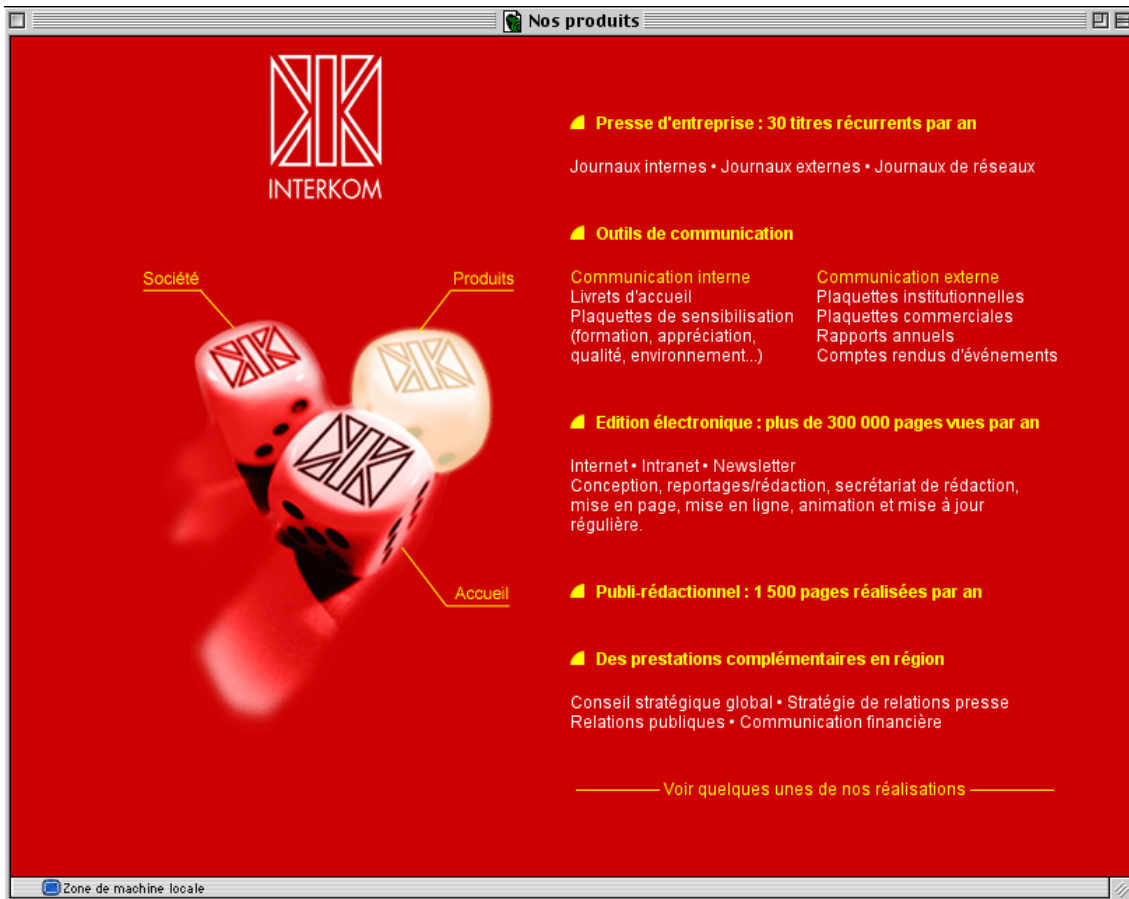 Nos produits
INTERKOM
Société
Produits
Accueil
Presse d'entreprise : 30 titres récurrents par an
Journaux internes • Journaux externes • Journaux de réseaux
Outils de communication
Communication interne
Livrets d'accueil
Plaquettes de sensibilisation
(formation, appréciation,
qualité, environnement...)
Communication externe
Plaquettes institutionnelles
Plaquettes commerciales
Rapports annuels
Comptes rendus d'événements
Edition électronique : plus de 300 000 pages vues par an
Internet • Intranet • Newsletter
Conception, reportages/rédaction, secrétariat de rédaction,
mise en page, mise en ligne, animation et mise à jour
régulière.
Publi-rédactionnel : 1 500 pages réalisées par an
Des prestations complémentaires en région
Conseil stratégique global • Stratégie de relations presse
Relations publiques • Communication financière
Voir quelques unes de nos réalisations
Zone de machine locale